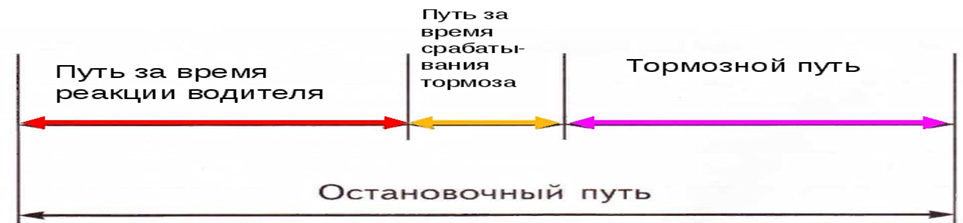 Путь за время
реакции водителя
Путь за
время
срабаты-
вания
тормоза
Тормозной путь
Остановочный путь